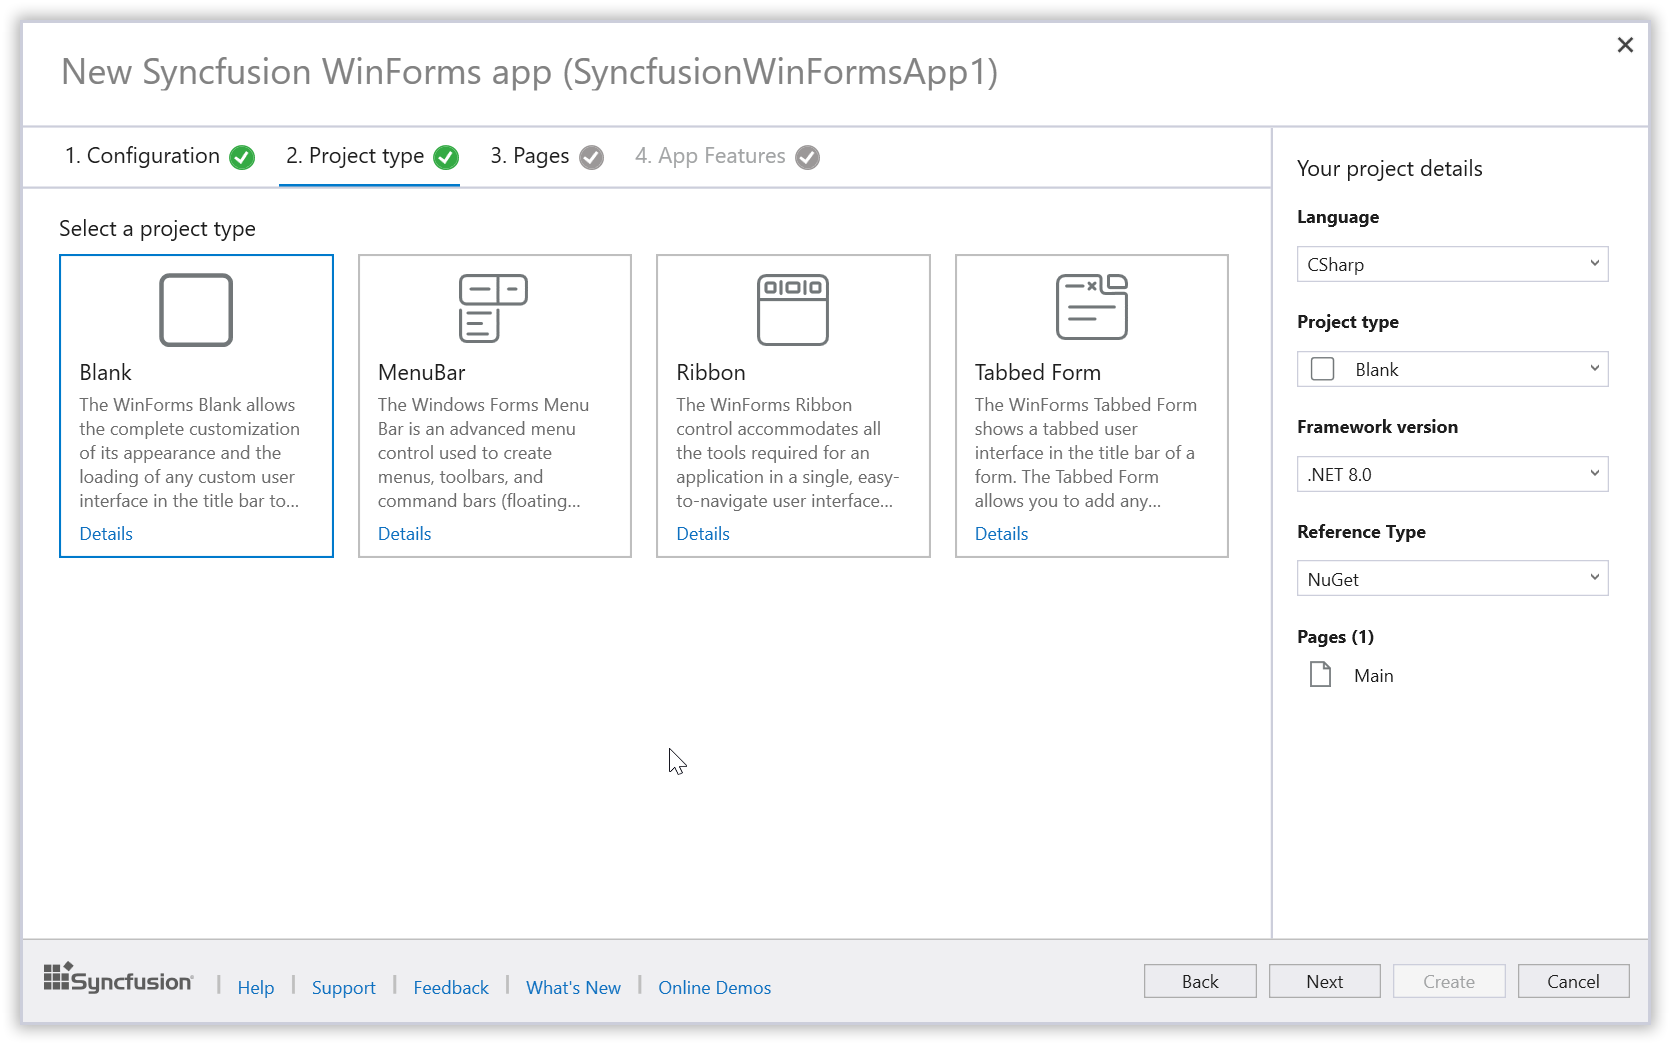 New Syncfusion WinForms app (SyncfusionWinFormsApp1)
1. Configuration
2. Project type
3. Pages
4. App Features
Select a project type
Blank
The WinForms Blank allows
the complete customization
of its appearance and the
loading of any custom user
interface in the title bar to...
Details
MenuBar
The Windows Forms Menu
Bar is an advanced menu
control used to create
menus, toolbars, and
command bars (floating...
Details
Ribbon
The WinForms Ribbon
control accommodates all
the tools required for an
application in a single, easy-
to-navigate user interface...
Details
Tabbed Form
The WinForms Tabbed Form
shows a tabbed user
interface in the title bar of a
form. The Tabbed Form
allows you to add any...
Details
Your project details
Language
CSharp
Project type
Blank
Framework version
.NET 8.0
Reference Type
NuGet
Pages (1)
Main
Syncfusion
Help
Support
Feedback
What's New
Online Demos
Back
Next
Create
Cancel